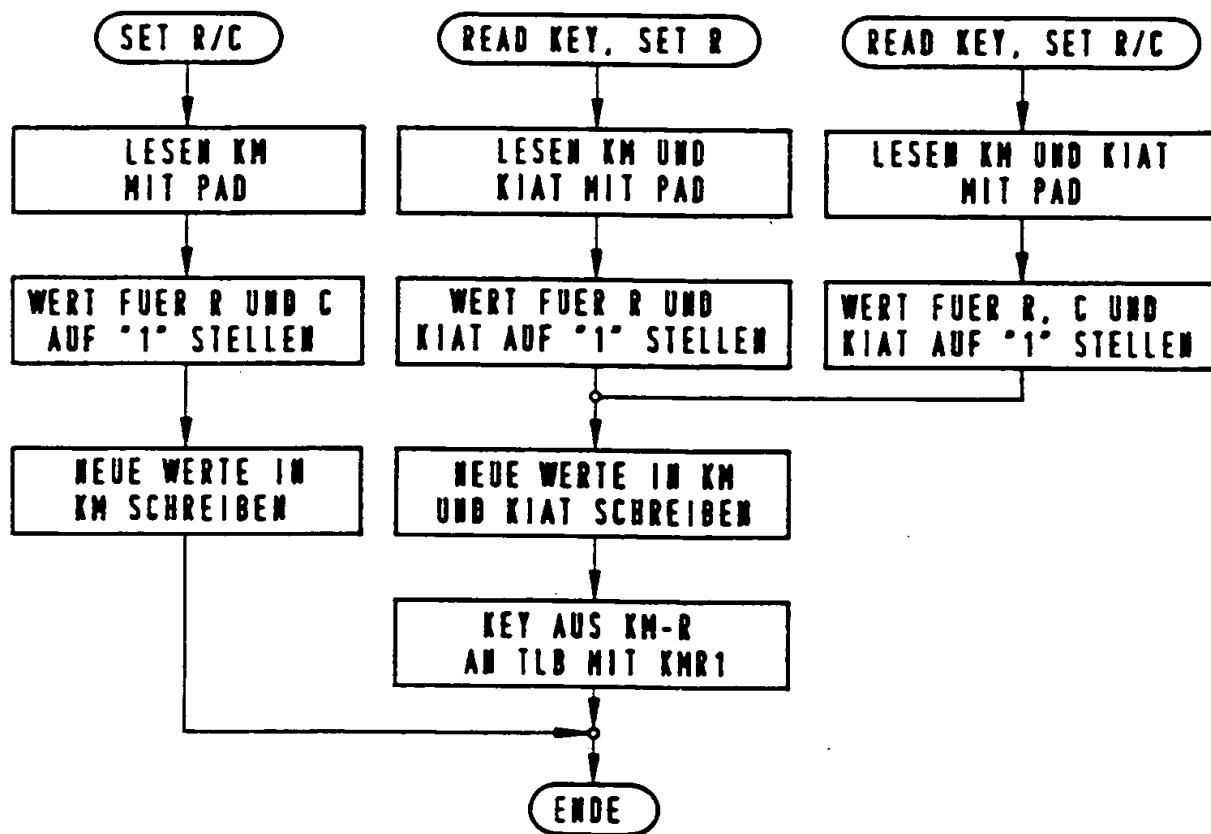 SET R/C
LESEN KM
MIT PAD
WERT FUER R UND C
AUF "1" STELLEN
NEUE WERTE IN
KM SCHREIBEN
READ KEY, SET R
LESEN KM UND
KIAT MIT PAD
WERT FUER R UND
KIAT AUF "1" STELLEN
NEUE WERTE IN KM
UND KIAT SCHREIBEN
KEY AUS KM-R
AN TLB MIT KMR1
READ KEY, SET R/C
LESEN KM UND KIAT
MIT PAD
WERT FUER R, C UND
KIAT AUF "1" STELLEN
ENDE